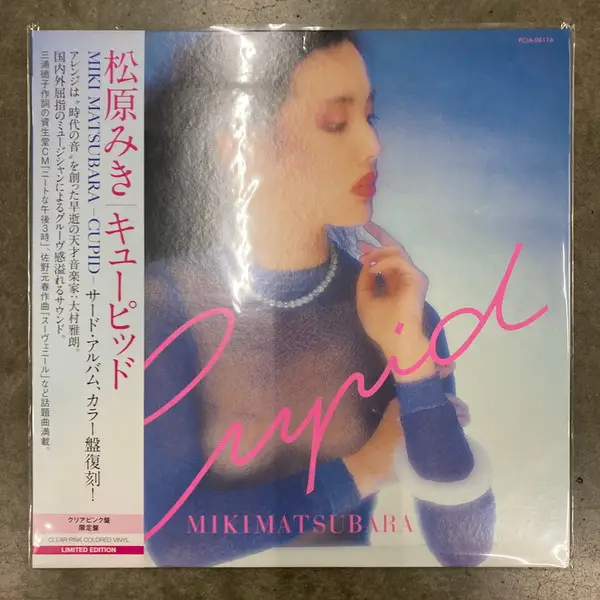 PCJA-00116
松原みき｜キューピッド
MIKI MATSUBARA ―CUPID― サード・アルバム、カラー盤復刻！
アレンジは〝時代の音〟を創った早逝の天才音楽家：大村雅朗。
国内外屈指のミュージシャンによるグルーヴ感溢れるサウンド。
三浦徳子作詞の資生堂CM「ニートな午後3時」、佐野元春作曲「スーヴェニール」など話題曲満載。
Cupid
MIKI MATSUBARA
クリアピンク盤
限定盤
CLEAR PINK COLORED VINYL
LIMITED EDITION